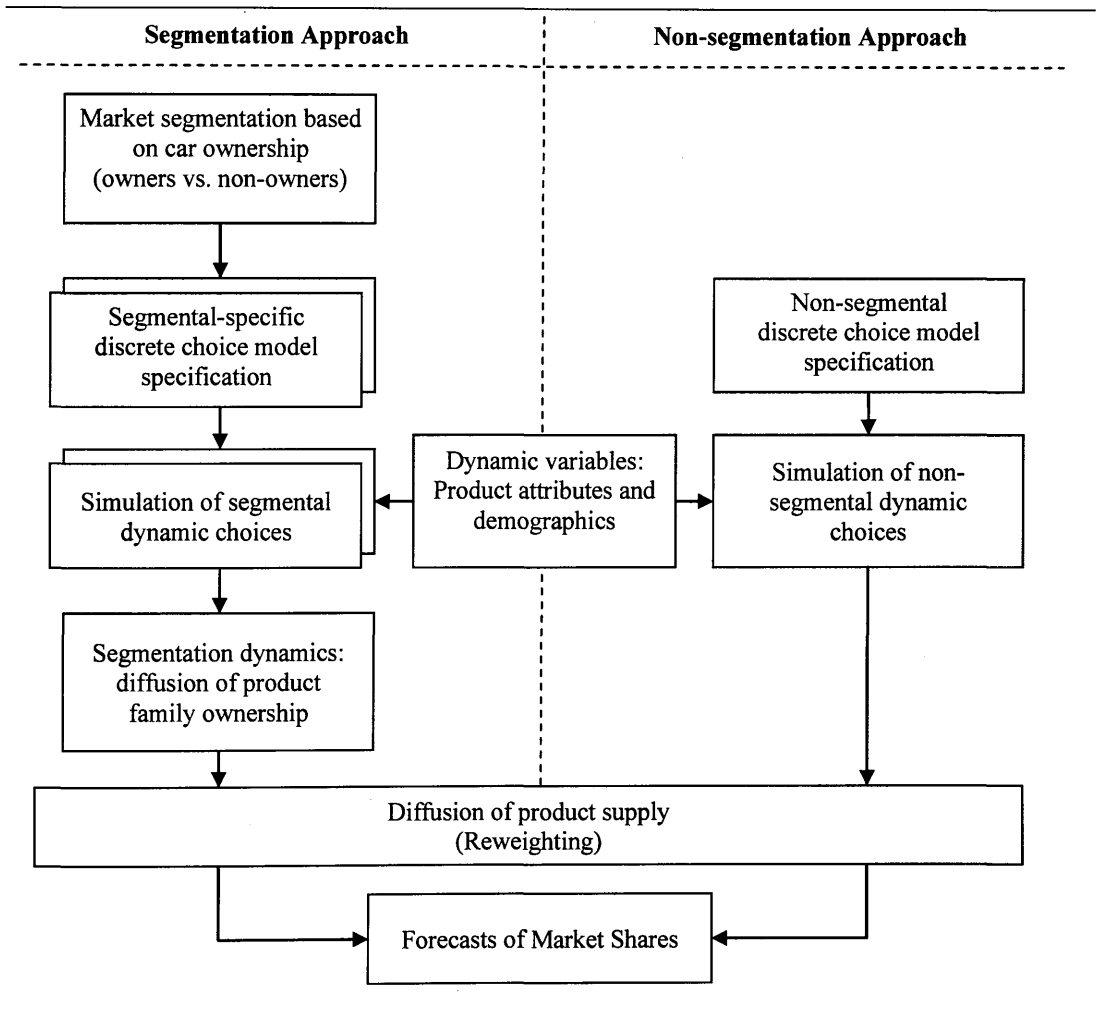 Segmentation Approach
Non-segmentation Approach
Market segmentation based
on car ownership
(owners vs. non-owners)
Segmental-specific
discrete choice model
specification
Non-segmental
discrete choice model
specification
Simulation of segmental
dynamic choices
Dynamic variables:
Product attributes and
demographics
Simulation of non-
segmental dynamic
choices
Segmentation dynamics:
diffusion of product
family ownership
Diffusion of product supply
(Reweighting)
Forecasts of Market Shares